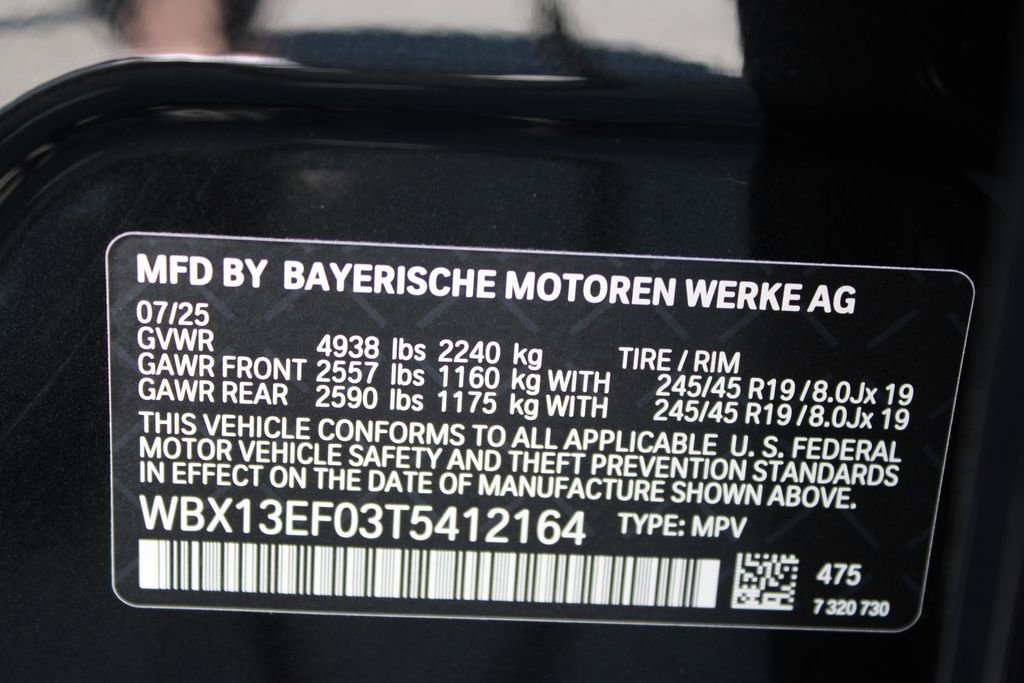 MFD BY BAYERISCHE MOTOREN WERKE AG
07/25
GVWR 4938 lbs 2240 kg TIRE / RIM
GAWR FRONT 2557 lbs 1160 kg WITH 245/45 R19 / 8.0Jx 19
GAWR REAR 2590 lbs 1175 kg WITH 245/45 R19 / 8.0Jx 19
THIS VEHICLE CONFORMS TO ALL APPLICABLE U. S. FEDERAL
MOTOR VEHICLE SAFETY AND THEFT PREVENTION STANDARDS
IN EFFECT ON THE DATE OF MANUFACTURE SHOWN ABOVE.
WBX13EF03T5412164 TYPE: MPV
475
7 320 730